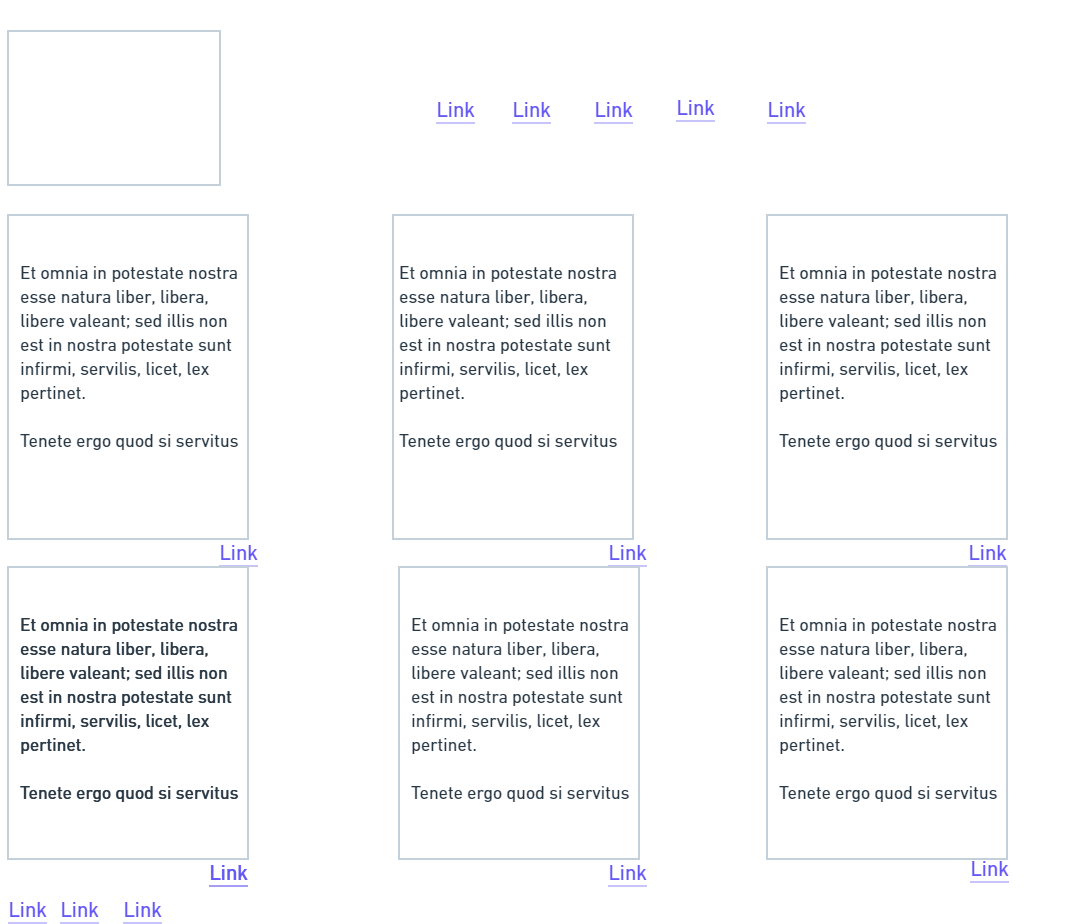 Link Link Link Link Link
Et omnia in potestate nostra
esse natura liber, libera,
libere valeant; sed illis non
est in nostra potestate sunt
infirmi, servilis, licet, lex
pertinet.
Tenete ergo quod si servitus
Link
Et omnia in potestate nostra
esse natura liber, libera,
libere valeant; sed illis non
est in nostra potestate sunt
infirmi, servilis, licet, lex
pertinet.
Tenete ergo quod si servitus
Link
Et omnia in potestate nostra
esse natura liber, libera,
libere valeant; sed illis non
est in nostra potestate sunt
infirmi, servilis, licet, lex
pertinet.
Tenete ergo quod si servitus
Link
Et omnia in potestate nostra
esse natura liber, libera,
libere valeant; sed illis non
est in nostra potestate sunt
infirmi, servilis, licet, lex
pertinet.
Tenete ergo quod si servitus
Link
Et omnia in potestate nostra
esse natura liber, libera,
libere valeant; sed illis non
est in nostra potestate sunt
infirmi, servilis, licet, lex
pertinet.
Tenete ergo quod si servitus
Link
Et omnia in potestate nostra
esse natura liber, libera,
libere valeant; sed illis non
est in nostra potestate sunt
infirmi, servilis, licet, lex
pertinet.
Tenete ergo quod si servitus
Link
Link Link Link